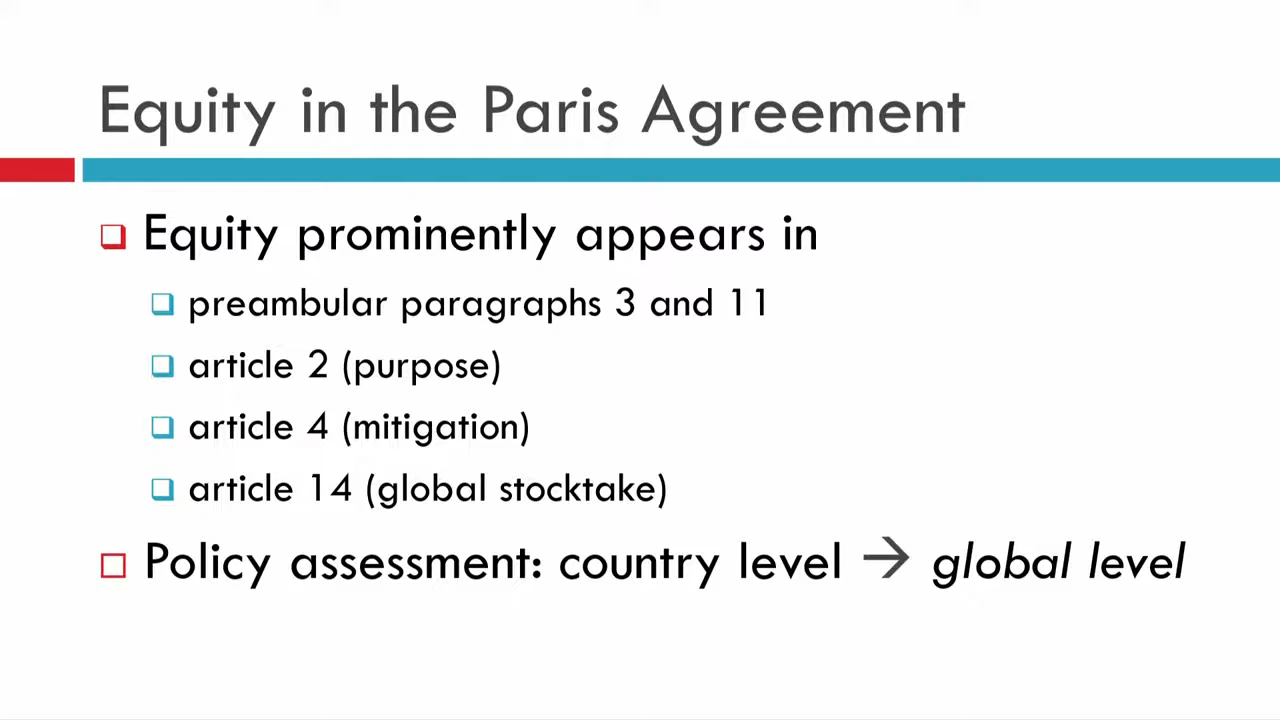 Equity in the Paris Agreement
Equity prominently appears in
preambular paragraphs 3 and 11
article 2 (purpose)
article 4 (mitigation)
article 14 (global stocktake)
Policy assessment: country level → global level